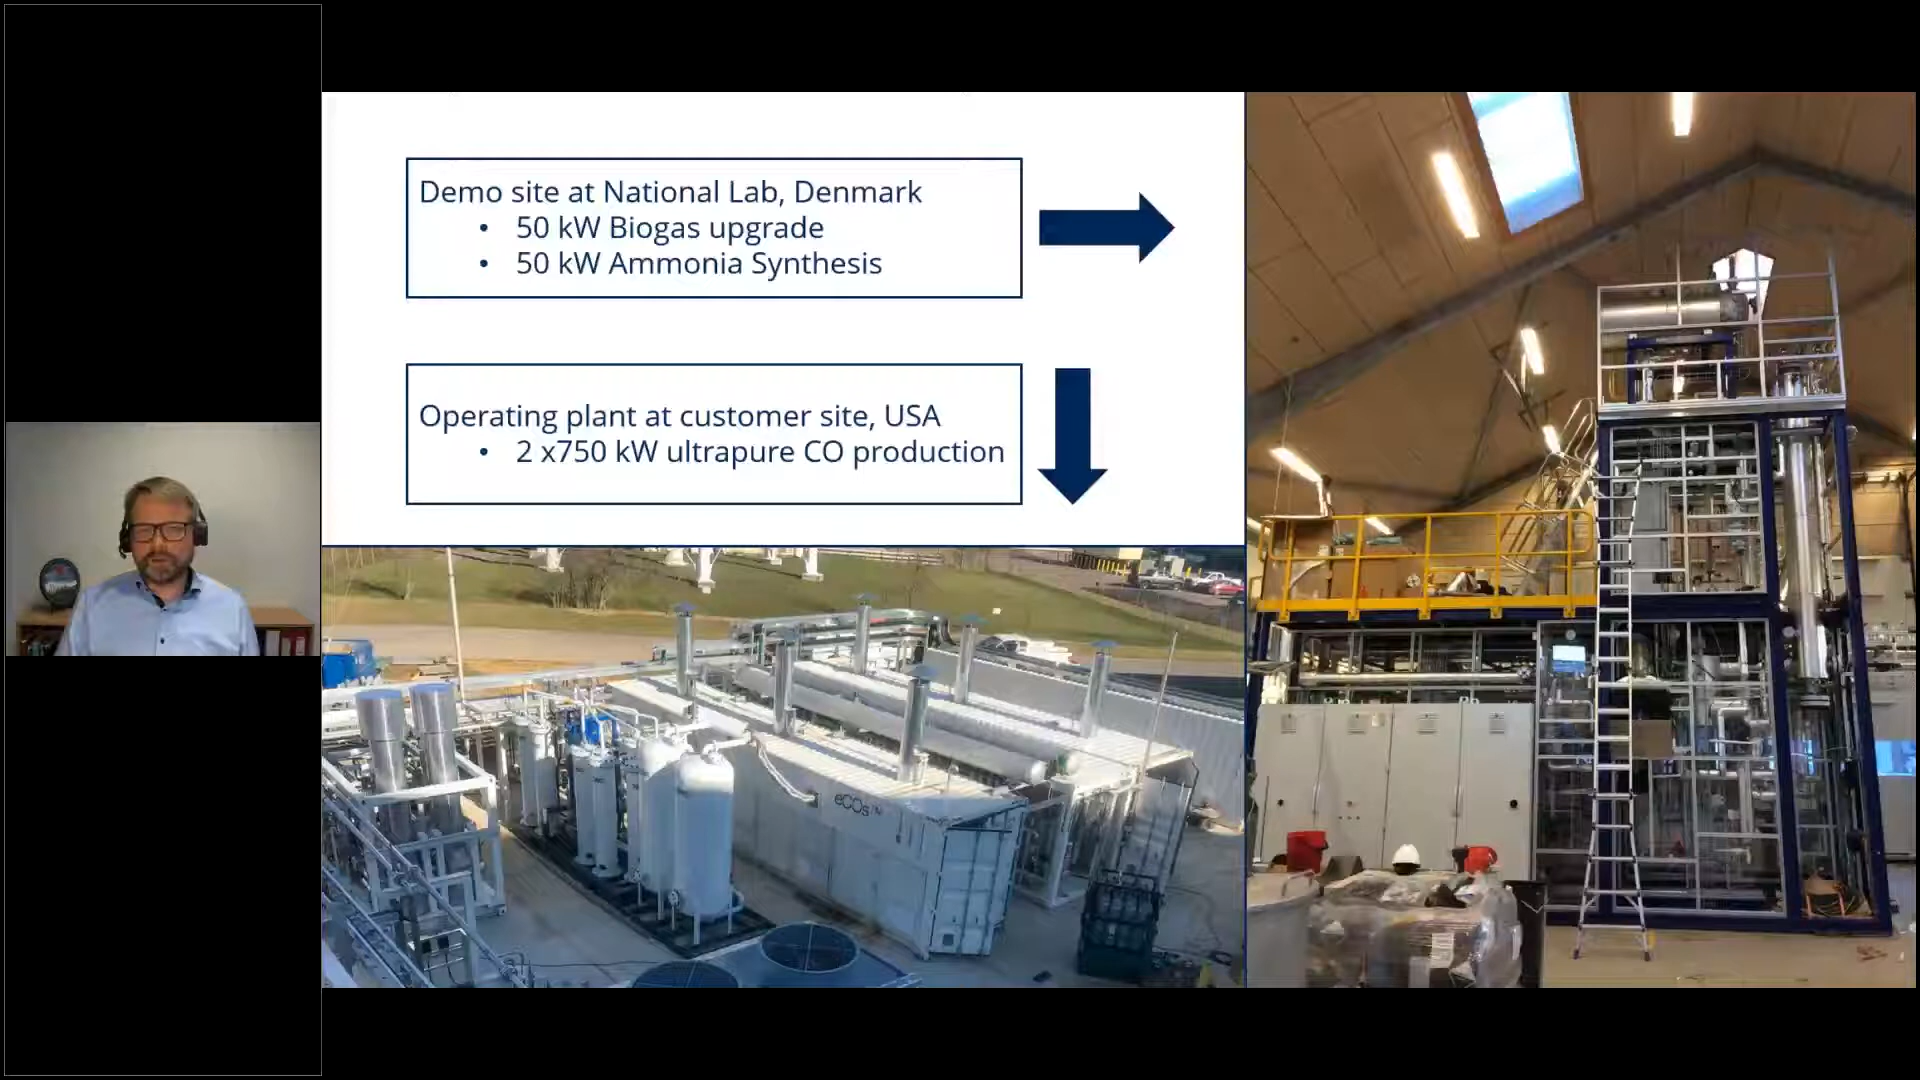 Demo site at National Lab, Denmark
• 50 kW Biogas upgrade
• 50 kW Ammonia Synthesis
Operating plant at customer site, USA
• 2 x750 kW ultrapure CO production
eCOs™